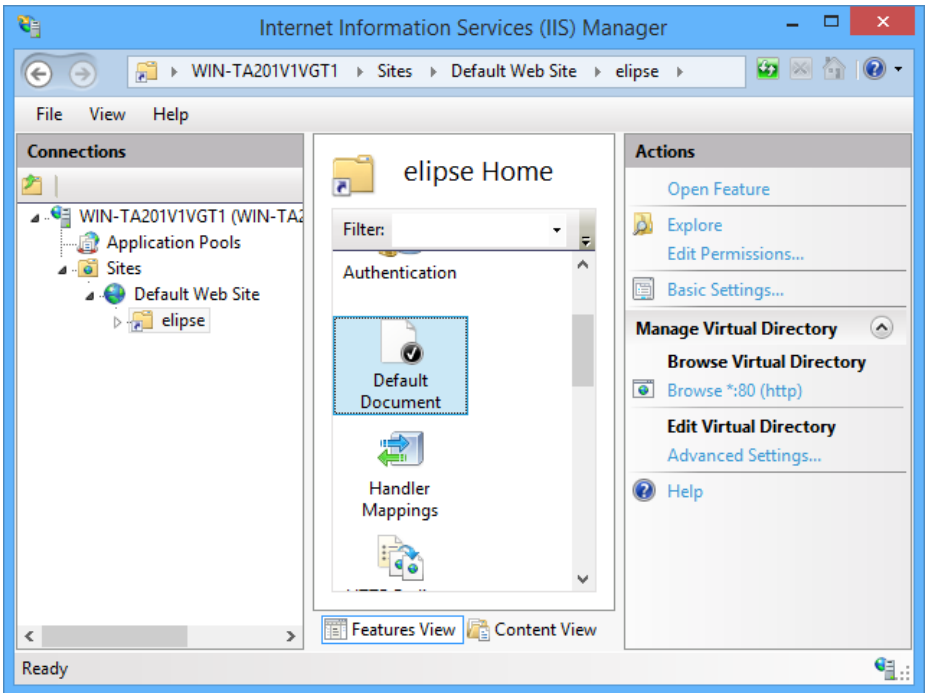 Internet Information Services (IIS) Manager
WIN-TA201V1VGT1 Sites Default Web Site elipse
File View Help
Connections
WIN-TA201V1VGT1 (WIN-TA2
Application Pools
Sites
Default Web Site
elipse
elipse Home
Filter:
Authentication
Default
Document
Handler
Mappings
Features View Content View
Actions
Open Feature
Explore
Edit Permissions...
Basic Settings...
Manage Virtual Directory
Browse Virtual Directory
Browse *:80 (http)
Edit Virtual Directory
Advanced Settings...
Help
Ready